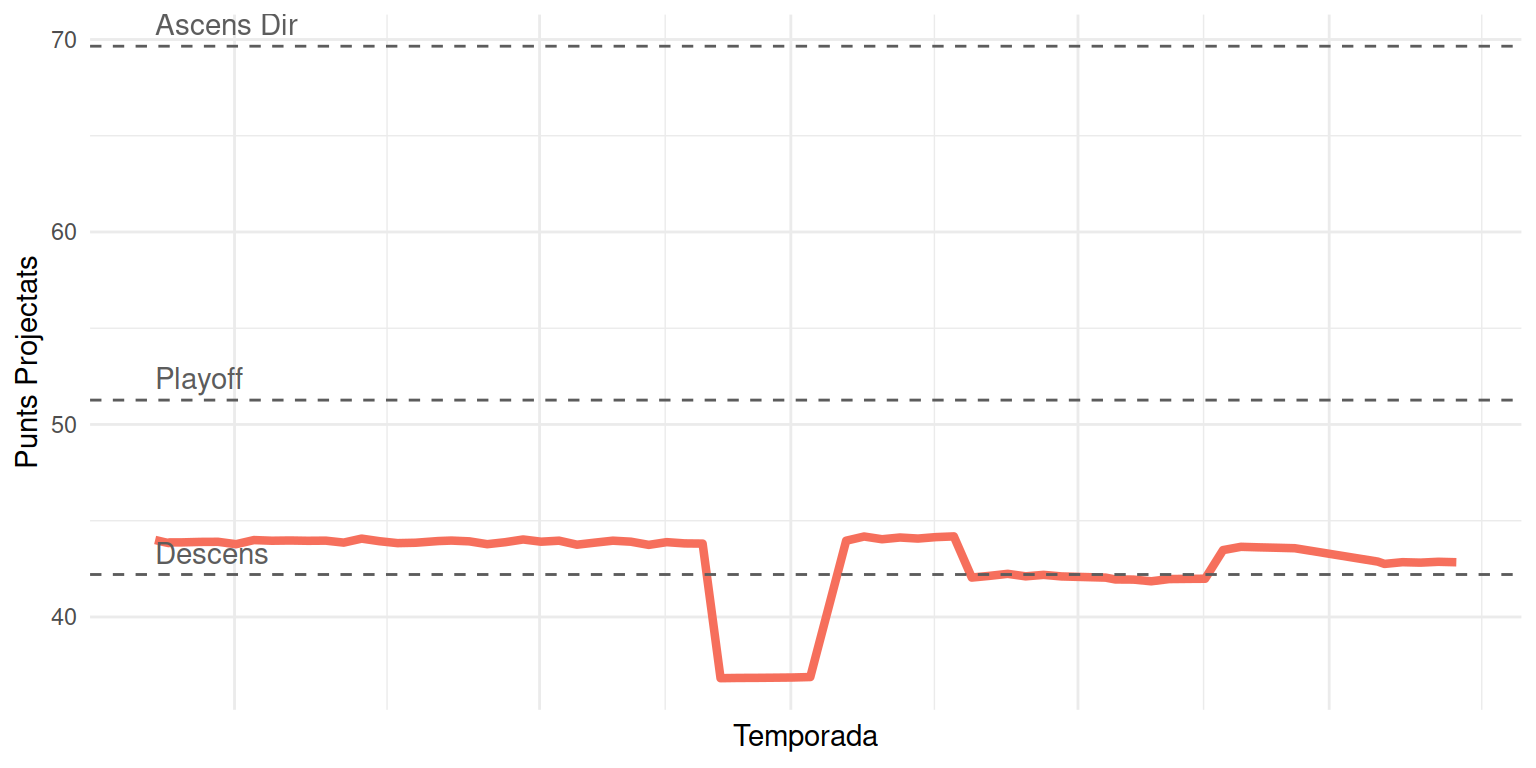 Ascens Dir
70
60
Punts Projectats
Playoff
50
Descens
40
Temporada